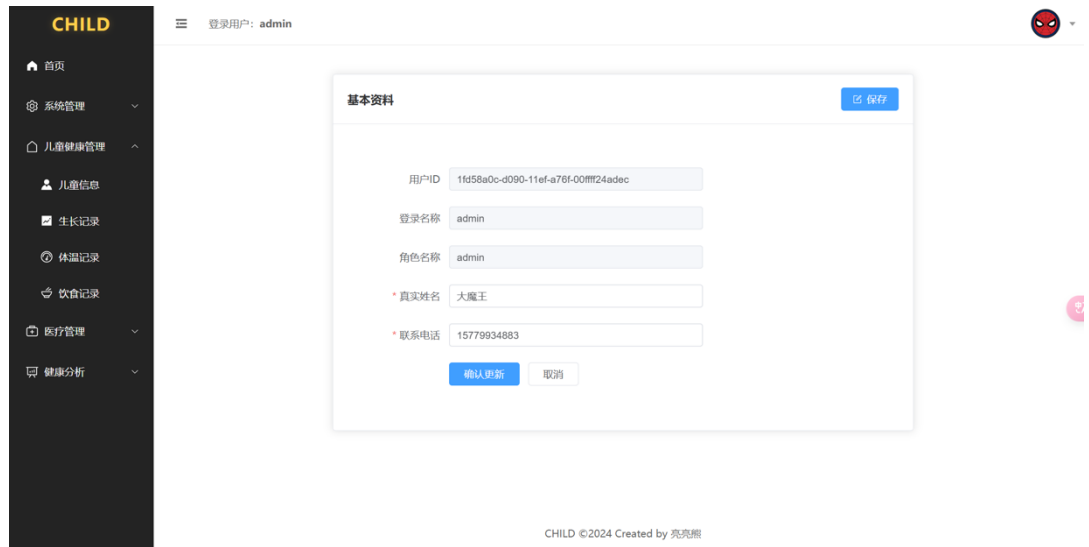 CHILD
登录用户：admin
首页
系统管理
儿童健康管理
儿童信息
生长记录
体温记录
饮食记录
医疗管理
健康分析
基本资料
保存
用户ID 1fd58a0c-d090-11ef-a76f-00ffff24adec
登录名称 admin
角色名称 admin
* 真实姓名 大魔王
* 联系电话 15779934883
确认更新 取消
CHILD ©2024 Created by 亮亮熊